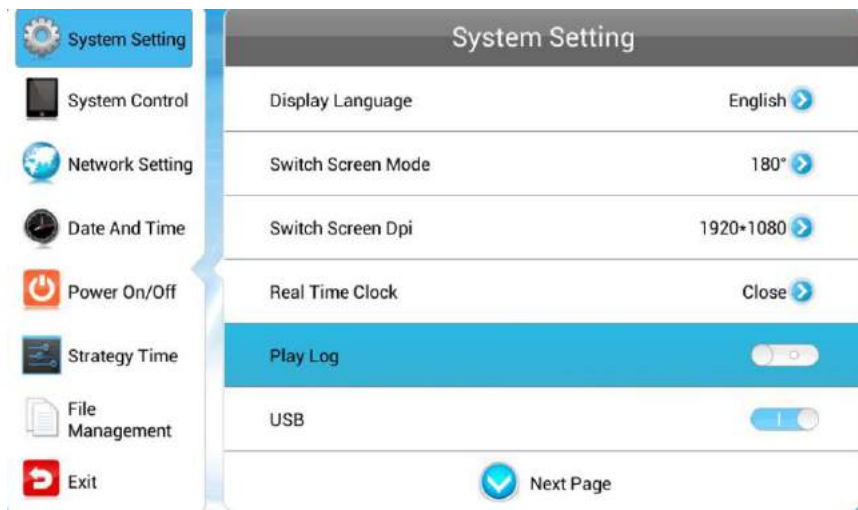 System Setting
System Control
Network Setting
Date And Time
Power On/Off
Strategy Time
File
Management
Exit
System Setting
Display Language English
Switch Screen Mode 180°
Switch Screen Dpi 1920*1080
Real Time Clock Close
Play Log
USB
Next Page